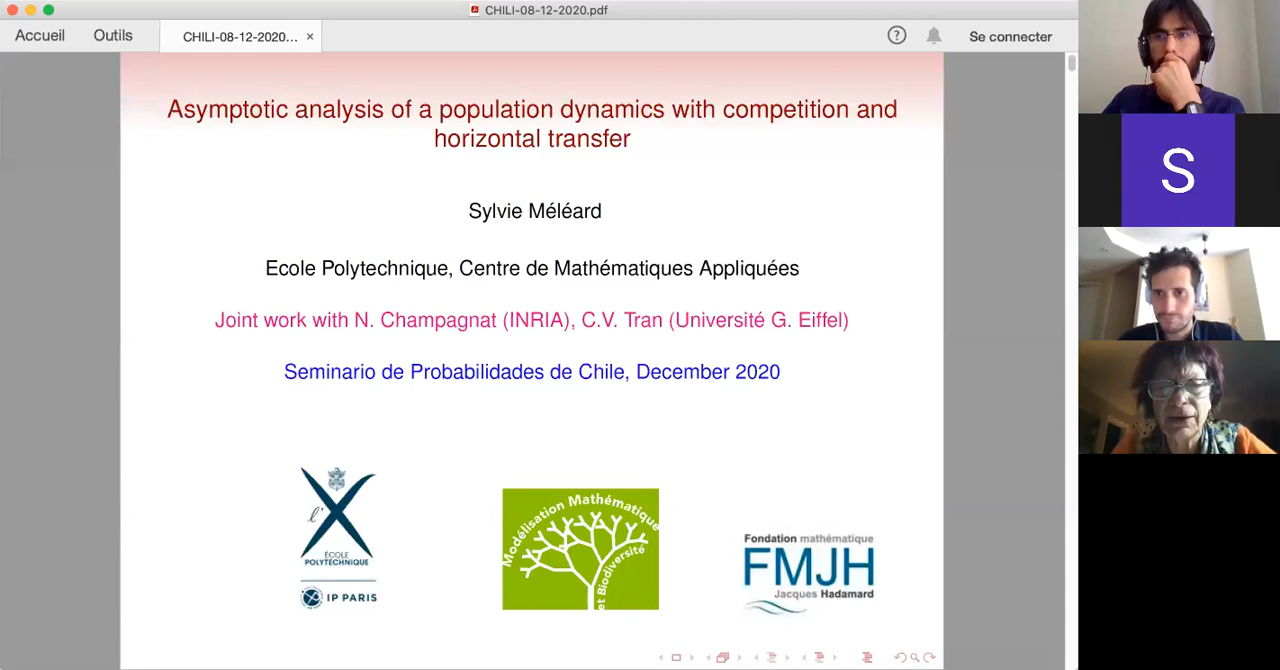 CHILI-08-12-2020.pdf
Accueil Outils CHILI-08-12-2020... × ? Se connecter
Asymptotic analysis of a population dynamics with competition and
horizontal transfer
Sylvie Méléard
Ecole Polytechnique, Centre de Mathématiques Appliquées
Joint work with N. Champagnat (INRIA), C.V. Tran (Université G. Eiffel)
Seminario de Probabilidades de Chile, December 2020
l'X
ÉCOLE
POLYTECHNIQUE
IP PARIS
Modélisation Mathématique
et Biodiversité
Fondation mathématique
FMJH
Jacques Hadamard
S